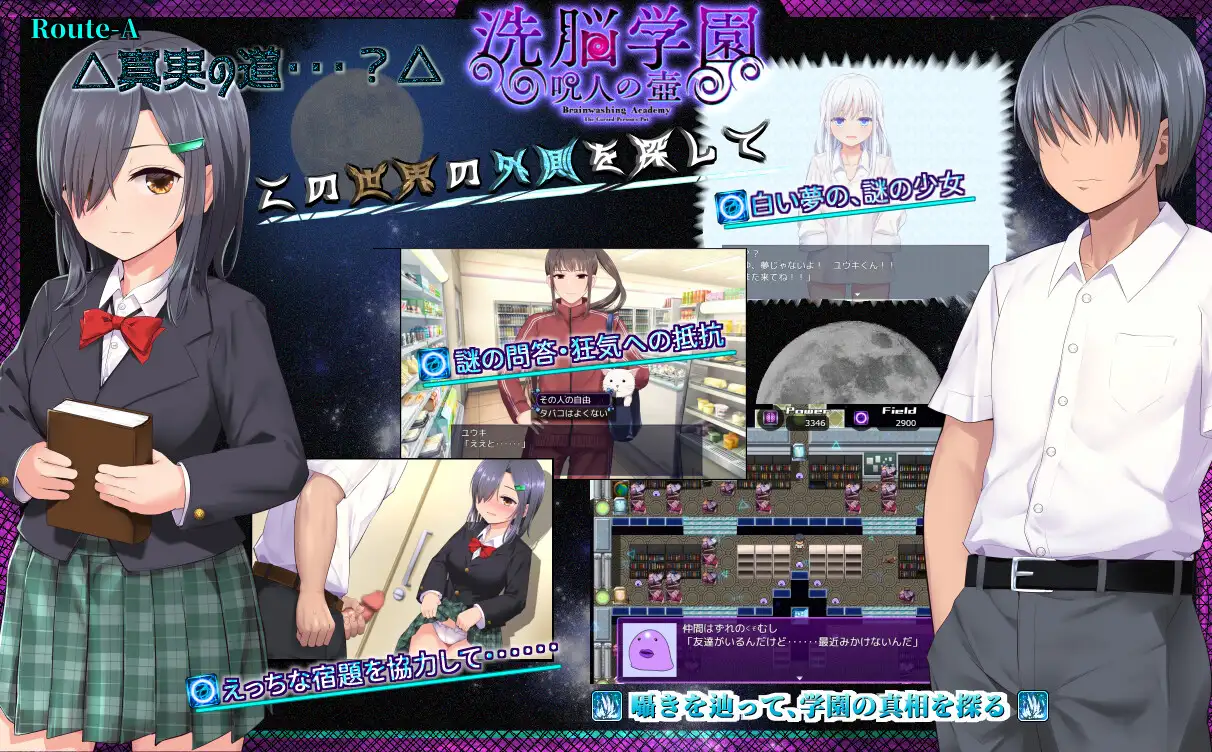 Route-A
△真実の道・・・？△
洗脳学園
呪人の壺
Brainwashing Academy
The Cursed Person's Pot
この世界の外側を探して
白い夢の、謎の少女
？
夢じゃないよ！　ユウキくん！！
また来てね！！」
謎の問答・狂気への抵抗
その人の自由
タバコはよくない
ユウキ
「ええと‥‥‥」
Power
3346
Field
2900
仲間はずれのくそむし
「友達がいるんだけど‥‥‥最近みかけないんだ」
えっちな宿題を協力して‥‥‥
囁きを辿って、学園の真相を探る